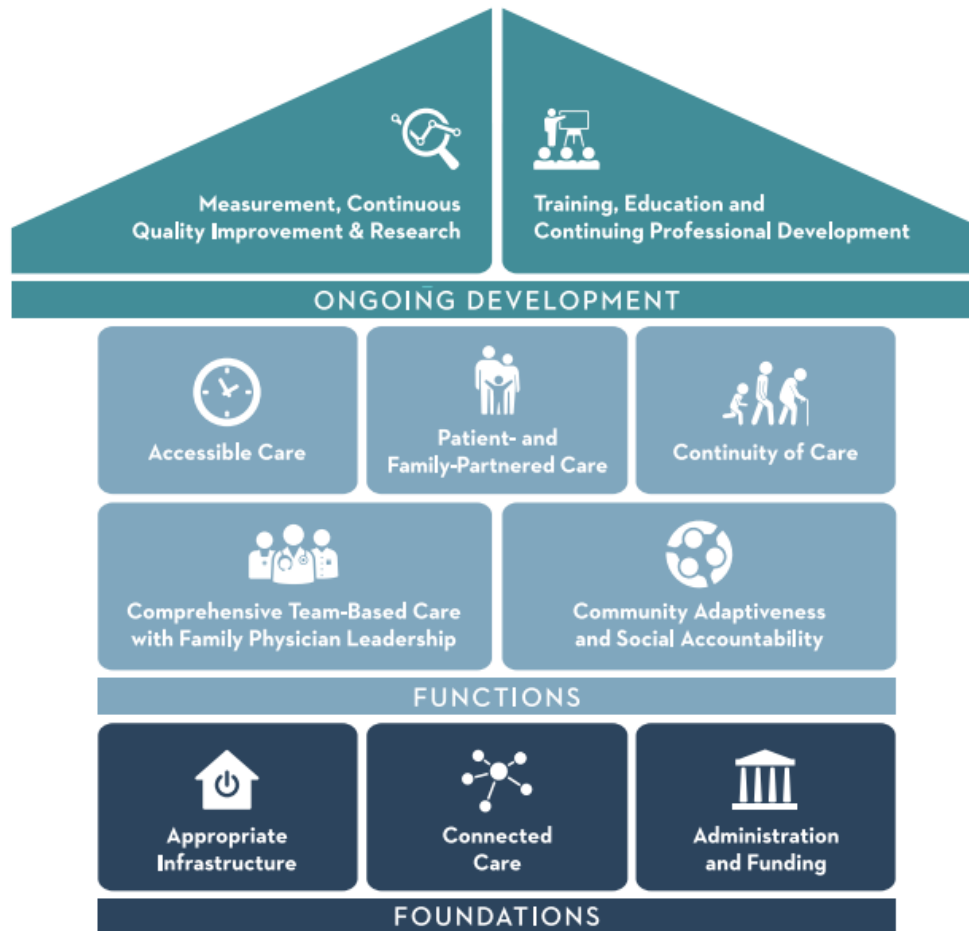 Measurement, Continuous
Quality Improvement & Research
Training, Education and
Continuing Professional Development
ONGOING DEVELOPMENT
Accessible Care
Patient- and
Family-Partnered Care
Continuity of Care
Comprehensive Team-Based Care
with Family Physician Leadership
Community Adaptiveness
and Social Accountability
FUNCTIONS
Appropriate
Infrastructure
Connected
Care
Administration
and Funding
FOUNDATIONS